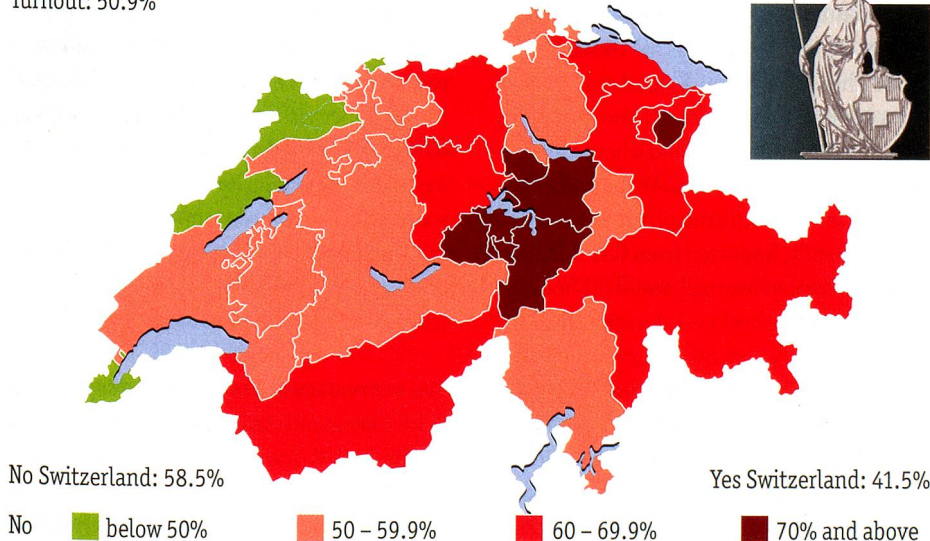 Turnout: 50.9%
No Switzerland: 58.5%
Yes Switzerland: 41.5%
No
below 50%
50 – 59.9%
60 – 69.9%
70% and above